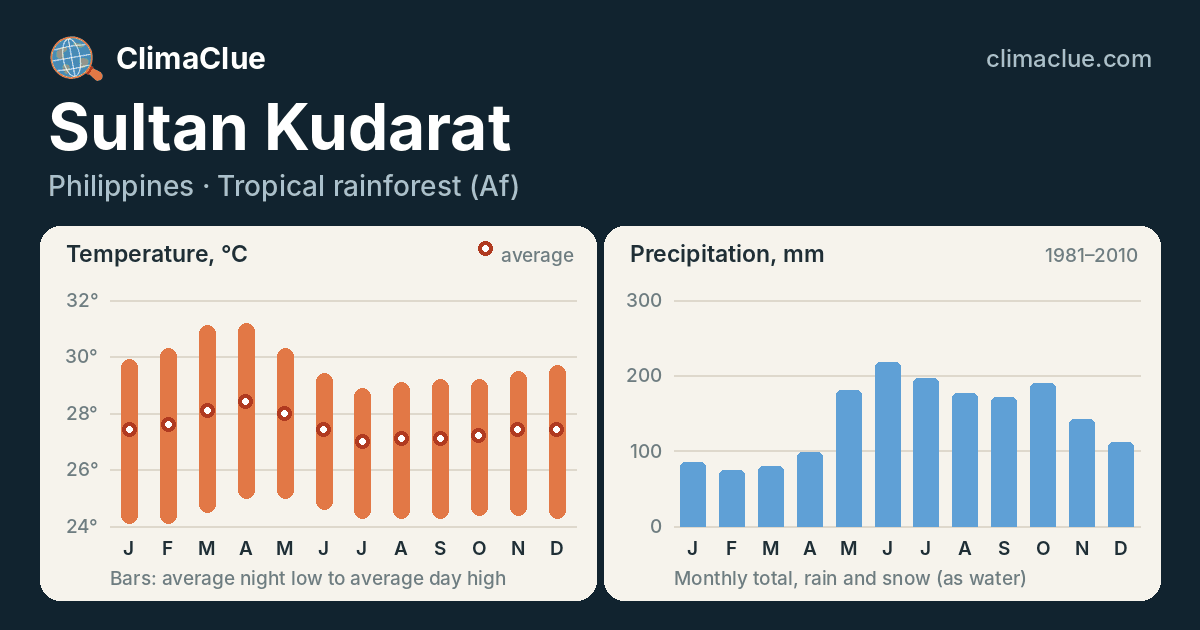 ClimaClue
climaclue.com
Sultan Kudarat
Philippines · Tropical rainforest (Af)
Temperature, °C
average
32°
30°
28°
26°
24°
J F M A M J J A S O N D
Bars: average night low to average day high
Precipitation, mm
1981–2010
300
200
100
0
J F M A M J J A S O N D
Monthly total, rain and snow (as water)